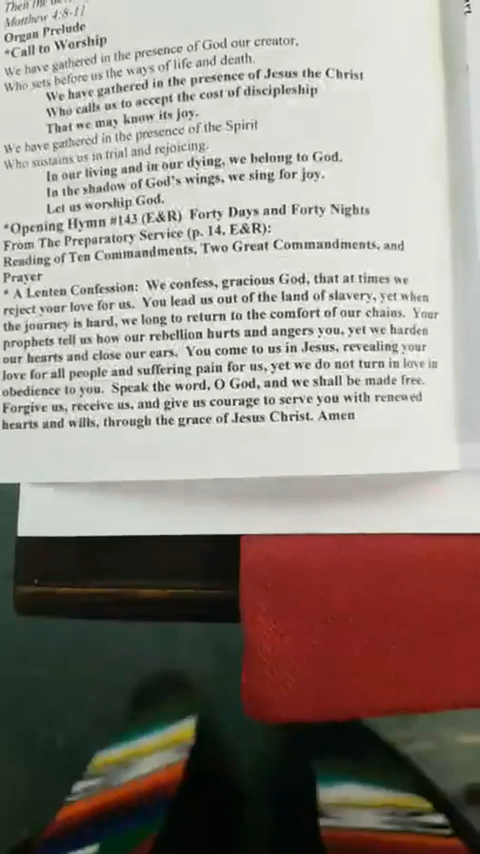 Then the
Matthew 4:8-11
Organ Prelude
*Call to Worship
We have gathered in the presence of God our creator,
Who sets before us the ways of life and death.
We have gathered in the presence of Jesus the Christ
Who calls us to accept the cost of discipleship
That we may know its joy.
We have gathered in the presence of the Spirit
Who sustains us in trial and rejoicing.
In our living and in our dying, we belong to God.
In the shadow of God's wings, we sing for joy.
Let us worship God.
*Opening Hymn #143 (E&R) Forty Days and Forty Nights
From The Preparatory Service (p. 14, E&R):
Reading of Ten Commandments, Two Great Commandments, and
Prayer
* A Lenten Confession: We confess, gracious God, that at times we
reject your love for us. You lead us out of the land of slavery, yet when
the journey is hard, we long to return to the comfort of our chains. Your
prophets tell us how our rebellion hurts and angers you, yet we harden
our hearts and close our ears. You come to us in Jesus, revealing your
love for all people and suffering pain for us, yet we do not turn in love in
obedience to you. Speak the word, O God, and we shall be made free.
Forgive us, receive us, and give us courage to serve you with renewed
hearts and wills, through the grace of Jesus Christ. Amen